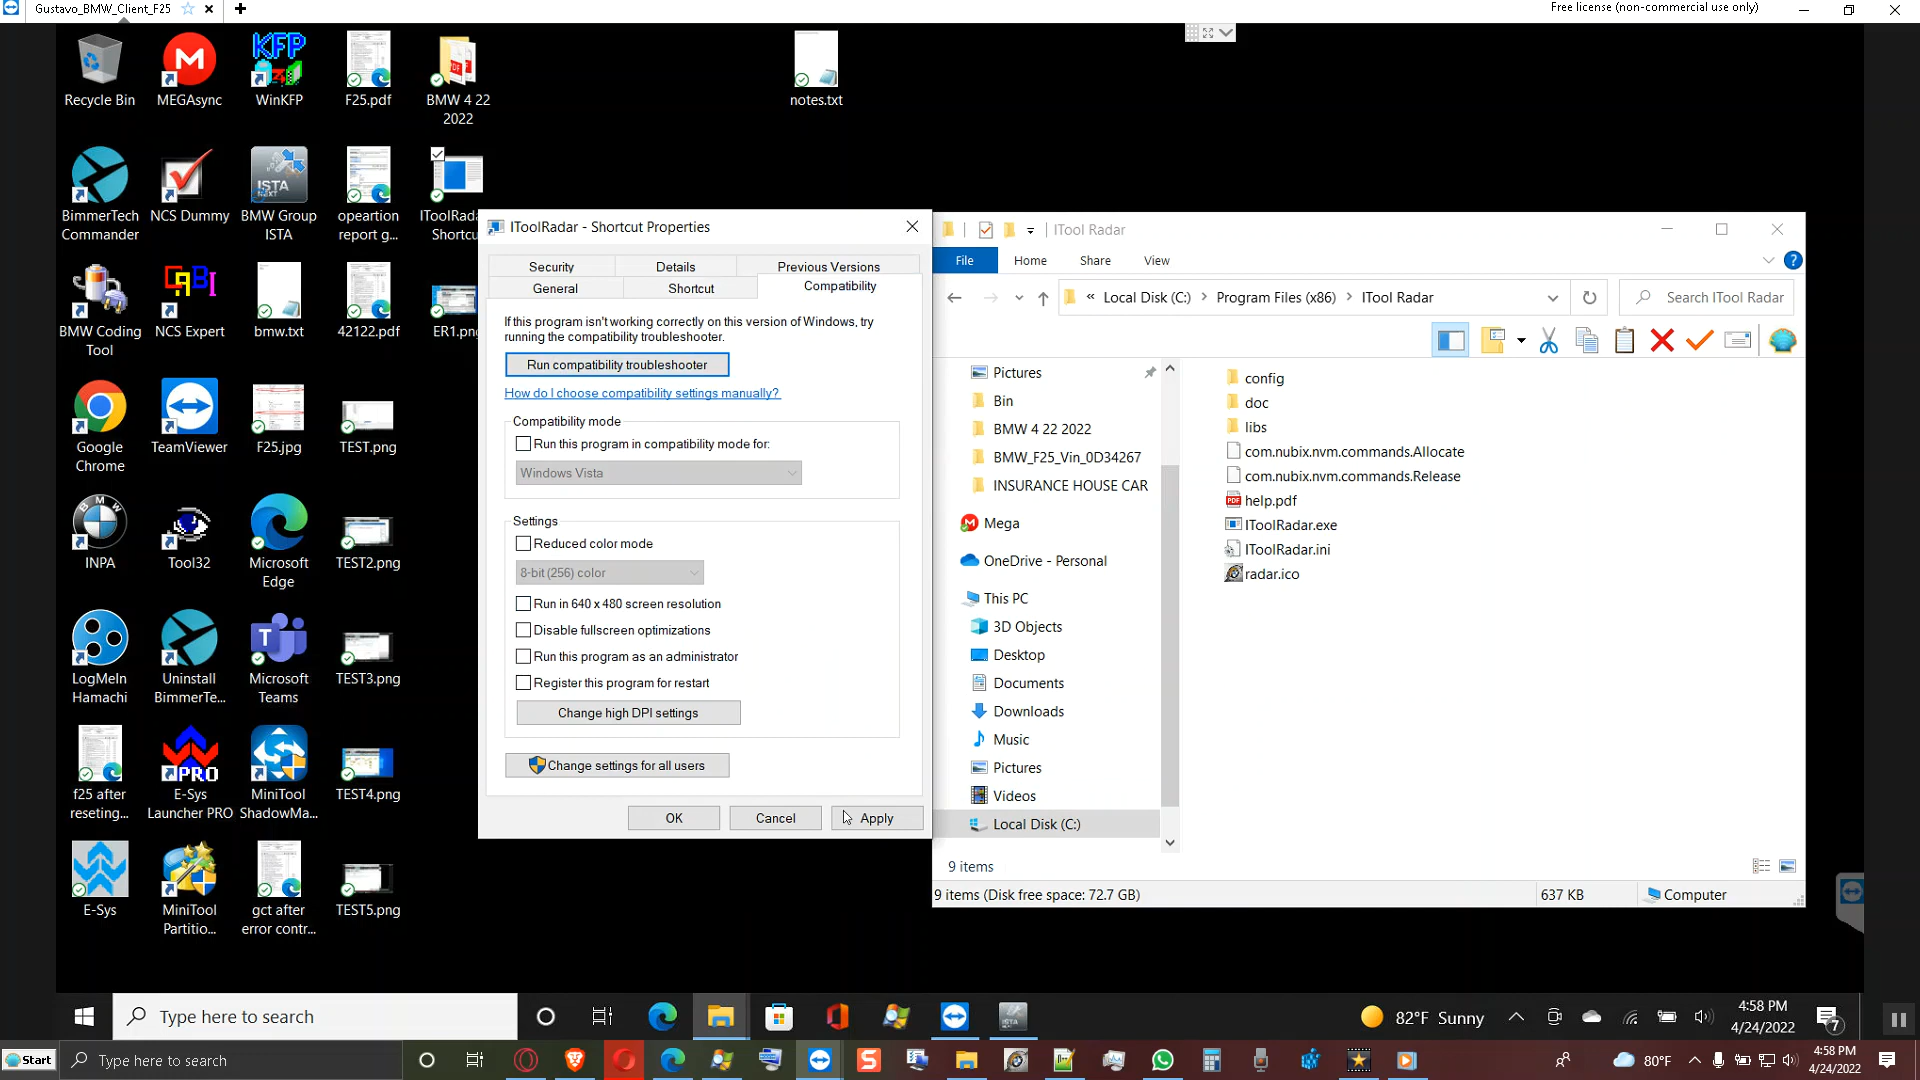 Gustavo_BMW_Client_F25
Free license (non-commercial use only)
Recycle Bin
MEGAsync
WinKFP
F25.pdf
BMW 4 22
2022
notes.txt
BimmerTech
Commander
NCS Dummy
BMW Group
ISTA
opeartion
report g...
IToolRada
Shortcu
BMW Coding
Tool
NCS Expert
bmw.txt
42122.pdf
ER1.png
Google
Chrome
TeamViewer
F25.jpg
TEST.png
INPA
Tool32
Microsoft
Edge
TEST2.png
LogMeIn
Hamachi
Uninstall
BimmerTe...
Microsoft
Teams
TEST3.png
f25 after
reseting...
E-Sys
Launcher PRO
MiniTool
ShadowMa...
TEST4.png
E-Sys
MiniTool
Partitio...
gct after
error contr...
TEST5.png
IToolRadar - Shortcut Properties
Security
Details
Previous Versions
General
Shortcut
Compatibility
If this program isn't working correctly on this version of Windows, try
running the compatibility troubleshooter.
Run compatibility troubleshooter
How do I choose compatibility settings manually?
Compatibility mode
Run this program in compatibility mode for:
Windows Vista
Settings
Reduced color mode
8-bit (256) color
Run in 640 x 480 screen resolution
Disable fullscreen optimizations
Run this program as an administrator
Register this program for restart
Change high DPI settings
Change settings for all users
OK
Cancel
Apply
ITool Radar
File
Home
Share
View
« Local Disk (C:) > Program Files (x86) > ITool Radar
Search ITool Radar
Pictures
Bin
BMW 4 22 2022
BMW_F25_Vin_0D34267
INSURANCE HOUSE CAR
Mega
OneDrive - Personal
This PC
3D Objects
Desktop
Documents
Downloads
Music
Pictures
Videos
Local Disk (C:)
config
doc
libs
com.nubix.nvm.commands.Allocate
com.nubix.nvm.commands.Release
help.pdf
IToolRadar.exe
IToolRadar.ini
radar.ico
9 items
9 items (Disk free space: 72.7 GB)
637 KB
Computer
Type here to search
82°F Sunny
4:58 PM
4/24/2022
7
Start
Type here to search
80°F
4:58 PM
4/24/2022